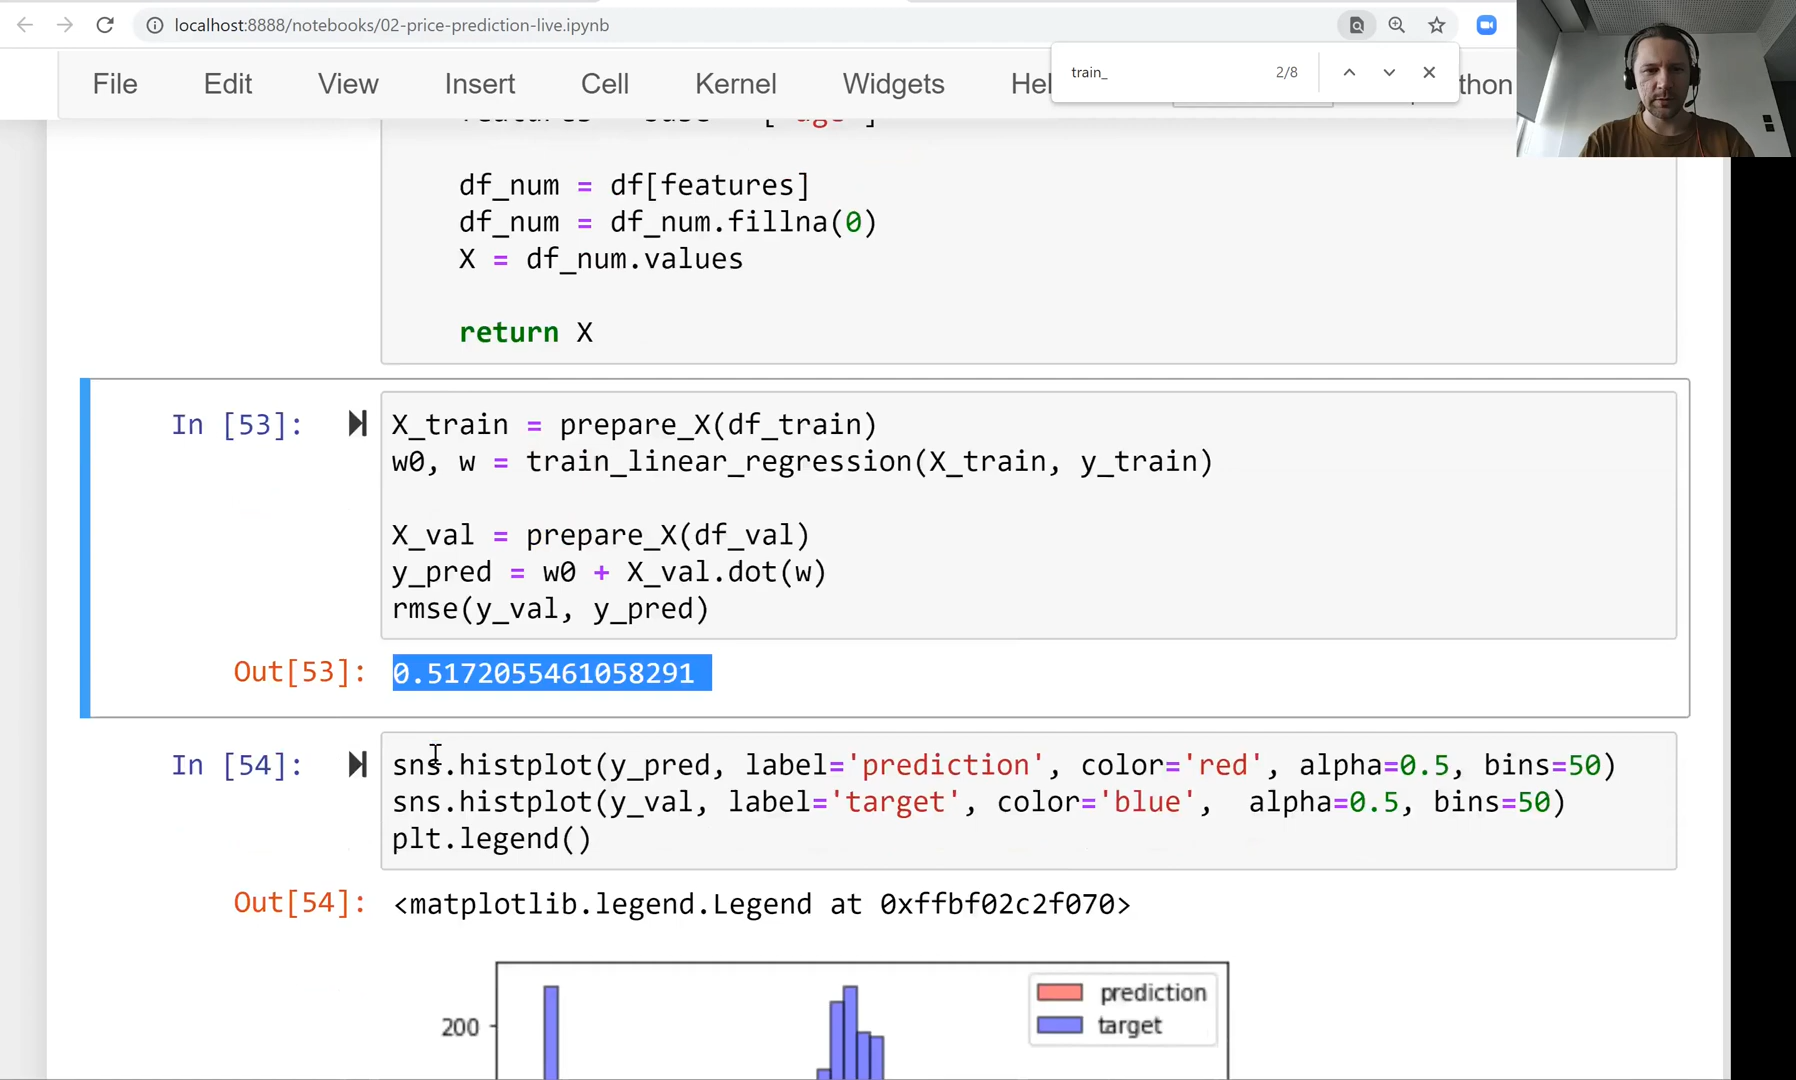 localhost:8888/notebooks/02-price-prediction-live.ipynb
train_ 2/8
File Edit View Insert Cell Kernel Widgets Hel
df_num = df[features]
df_num = df_num.fillna(0)
X = df_num.values
return X
In [53]:
X_train = prepare_X(df_train)
w0, w = train_linear_regression(X_train, y_train)
X_val = prepare_X(df_val)
y_pred = w0 + X_val.dot(w)
rmse(y_val, y_pred)
Out[53]: 0.5172055461058291
In [54]:
sns.histplot(y_pred, label='prediction', color='red', alpha=0.5, bins=50)
sns.histplot(y_val, label='target', color='blue', alpha=0.5, bins=50)
plt.legend()
Out[54]: <matplotlib.legend.Legend at 0xffbf02c2f070>
prediction
target
200